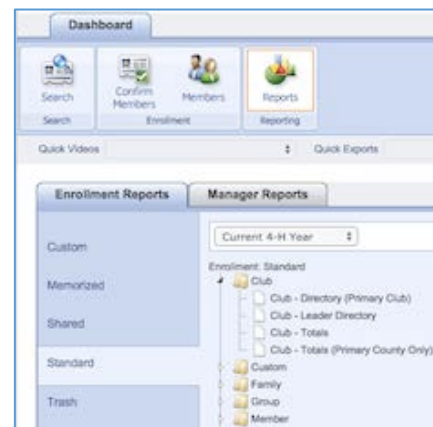 Dashboard
Search
Confirm Members
Members
Reports
Search
Enrollment
Reporting
Quick Videos
Quick Exports
Enrollment Reports
Manager Reports
Custom
Memorized
Shared
Standard
Trash
Current 4-H Year
Enrollment: Standard
Club
Club - Directory (Primary Club)
Club - Leader Directory
Club - Totals
Club - Totals (Primary County Only)
Custom
Family
Group
Member